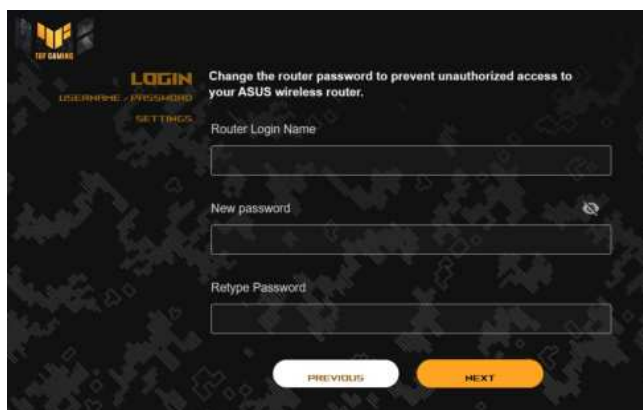 TUF GAMING
LOGIN
USERNAME / PASSWORD
SETTINGS
Change the router password to prevent unauthorized access to
your ASUS wireless router.
Router Login Name
New password
Retype Password
PREVIOUS
NEXT